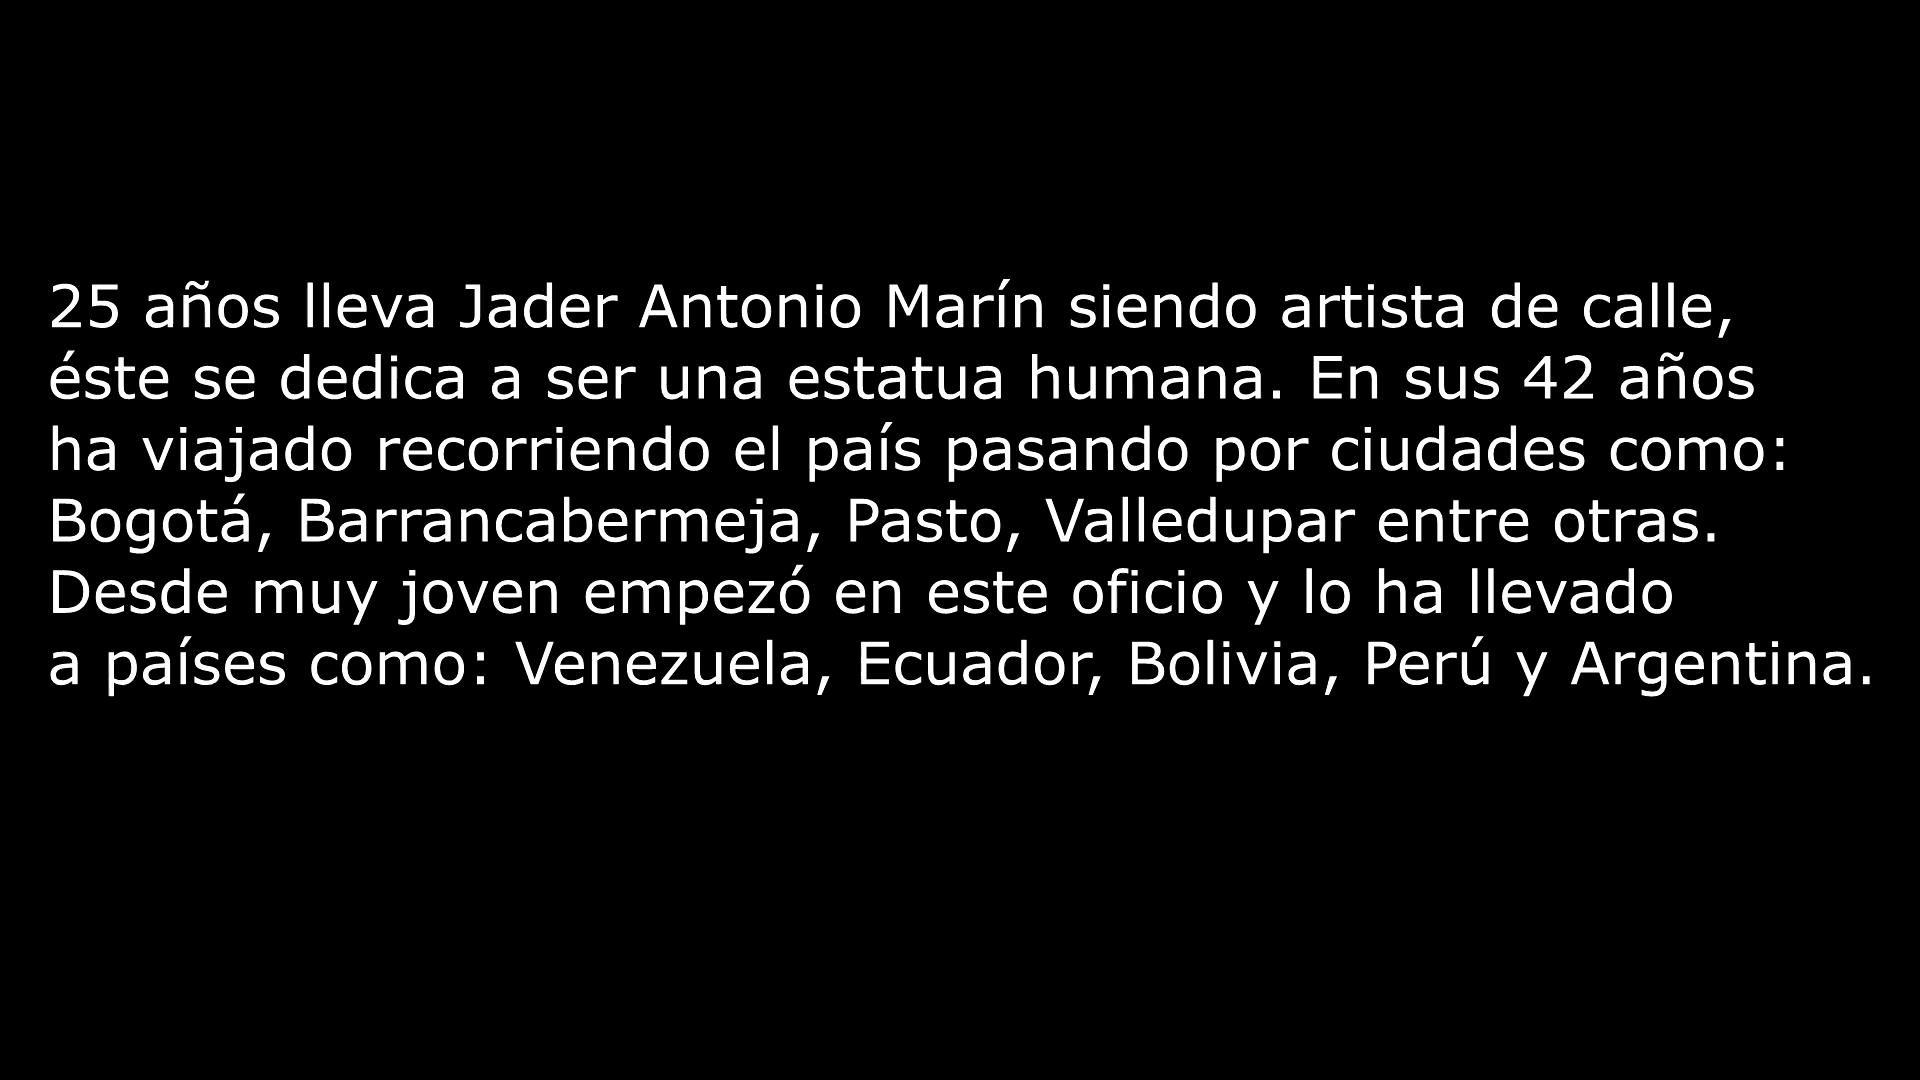 25 años lleva Jader Antonio Marín siendo artista de calle,
éste se dedica a ser una estatua humana. En sus 42 años
ha viajado recorriendo el país pasando por ciudades como:
Bogotá, Barrancabermeja, Pasto, Valledupar entre otras.
Desde muy joven empezó en este oficio y lo ha llevado
a países como: Venezuela, Ecuador, Bolivia, Perú y Argentina.